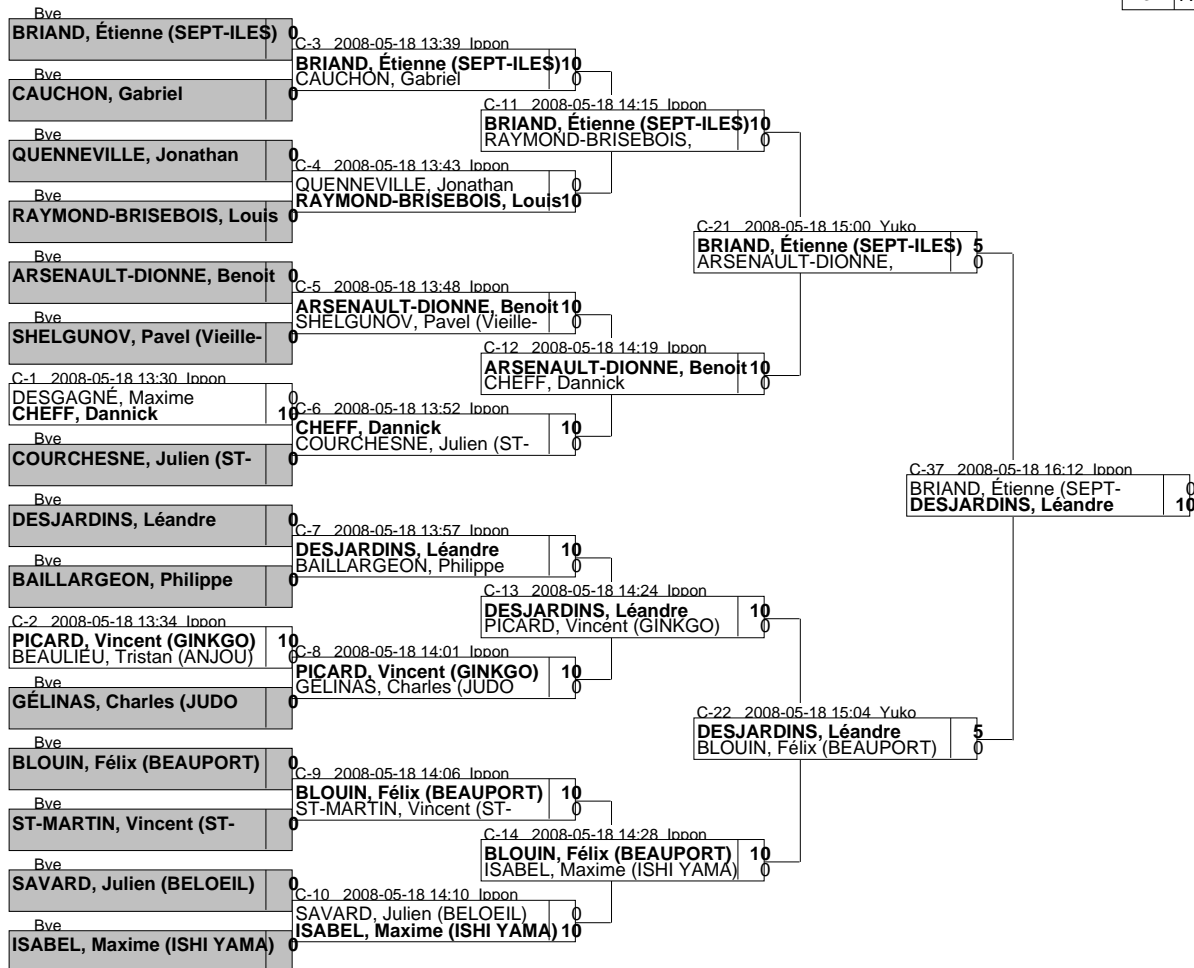 Bye
BRIAND, Étienne (SEPT-ILES) 0
Bye
CAUCHON, Gabriel 0
Bye
QUENNEVILLE, Jonathan 0
Bye
RAYMOND-BRISEBOIS, Louis 0
Bye
ARSENAULT-DIONNE, Benoit 0
Bye
SHELGUNOV, Pavel (Vieille- 0
C-1 2008-05-18 13:30 Ippon
DESGAGNÉ, Maxime 0
CHEFF, Dannick 10
Bye
COURCHESNE, Julien (ST- 0
Bye
DESJARDINS, Léandre 0
Bye
BAILLARGEON, Philippe 0
C-2 2008-05-18 13:34 Ippon
PICARD, Vincent (GINKGO) 10
BEAULIEU, Tristan (ANJOU) 0
Bye
GÉLINAS, Charles (JUDO 0
Bye
BLOUIN, Félix (BEAUPORT) 0
Bye
ST-MARTIN, Vincent (ST- 0
Bye
SAVARD, Julien (BELOEIL) 0
Bye
ISABEL, Maxime (ISHI YAMA) 0
C-3 2008-05-18 13:39 Ippon
BRIAND, Étienne (SEPT-ILES) 10
CAUCHON, Gabriel 0
C-4 2008-05-18 13:43 Ippon
QUENNEVILLE, Jonathan 0
RAYMOND-BRISEBOIS, Louis 10
C-5 2008-05-18 13:48 Ippon
ARSENAULT-DIONNE, Benoit 10
SHELGUNOV, Pavel (Vieille- 0
C-6 2008-05-18 13:52 Ippon
CHEFF, Dannick 10
COURCHESNE, Julien (ST- 0
C-7 2008-05-18 13:57 Ippon
DESJARDINS, Léandre 10
BAILLARGEON, Philippe 0
C-8 2008-05-18 14:01 Ippon
PICARD, Vincent (GINKGO) 10
GÉLINAS, Charles (JUDO 0
C-9 2008-05-18 14:06 Ippon
BLOUIN, Félix (BEAUPORT) 10
ST-MARTIN, Vincent (ST- 0
C-10 2008-05-18 14:10 Ippon
SAVARD, Julien (BELOEIL) 0
ISABEL, Maxime (ISHI YAMA) 10
C-11 2008-05-18 14:15 Ippon
BRIAND, Étienne (SEPT-ILES) 10
RAYMOND-BRISEBOIS, 0
C-12 2008-05-18 14:19 Ippon
ARSENAULT-DIONNE, Benoit 10
CHEFF, Dannick 0
C-13 2008-05-18 14:24 Ippon
DESJARDINS, Léandre 10
PICARD, Vincent (GINKGO) 0
C-14 2008-05-18 14:28 Ippon
BLOUIN, Félix (BEAUPORT) 10
ISABEL, Maxime (ISHI YAMA) 0
C-21 2008-05-18 15:00 Yuko
BRIAND, Étienne (SEPT-ILES) 5
ARSENAULT-DIONNE, 0
C-22 2008-05-18 15:04 Yuko
DESJARDINS, Léandre 5
BLOUIN, Félix (BEAUPORT) 0
C-37 2008-05-18 16:12 Ippon
BRIAND, Étienne (SEPT- 0
DESJARDINS, Léandre 10